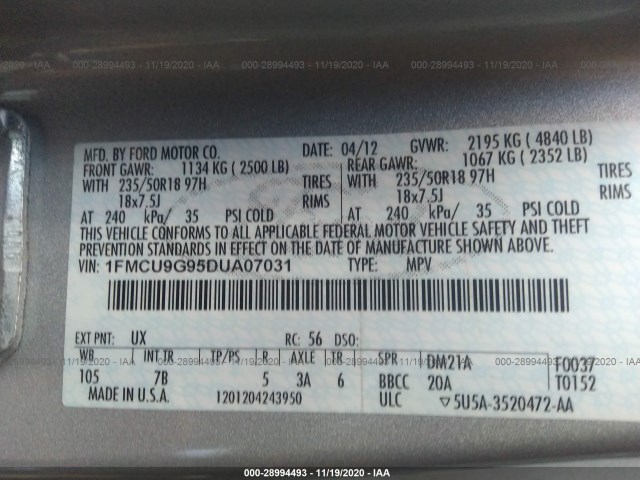 000-28994493 - 11/19/2020 - IAA 000-28994493 - 11/19/2020 - IAA
MFD. BY FORD MOTOR CO. DATE: 04/12 GVWR: 2195 KG ( 4840 LB)
FRONT GAWR: 1134 KG ( 2500 LB) REAR GAWR: 1067 KG ( 2352 LB)
WITH 235/50R18 97H TIRES WITH 235/50R18 97H TIRES
18x7.5J RIMS 18x7.5J RIMS
AT 240 kPa/ 35 PSI COLD AT 240 kPa/ 35 PSI COLD
THIS VEHICLE CONFORMS TO ALL APPLICABLE FEDERAL MOTOR VEHICLE SAFETY AND THEFT
PREVENTION STANDARDS IN EFFECT ON THE DATE OF MANUFACTURE SHOWN ABOVE.
VIN: 1FMCU9G95DUA07031 TYPE: MPV
EXT PNT: UX RC: 56 DSO:
WB INT TR TP/PS R AXLE TR SPR DM21A F0037
105 7B 5 3A 6 BBCC 20A T0152
MADE IN U.S.A. 1201204243950 ULC ▽5U5A-3520472-AA
000-28994493 - 11/19/2020 - IAA